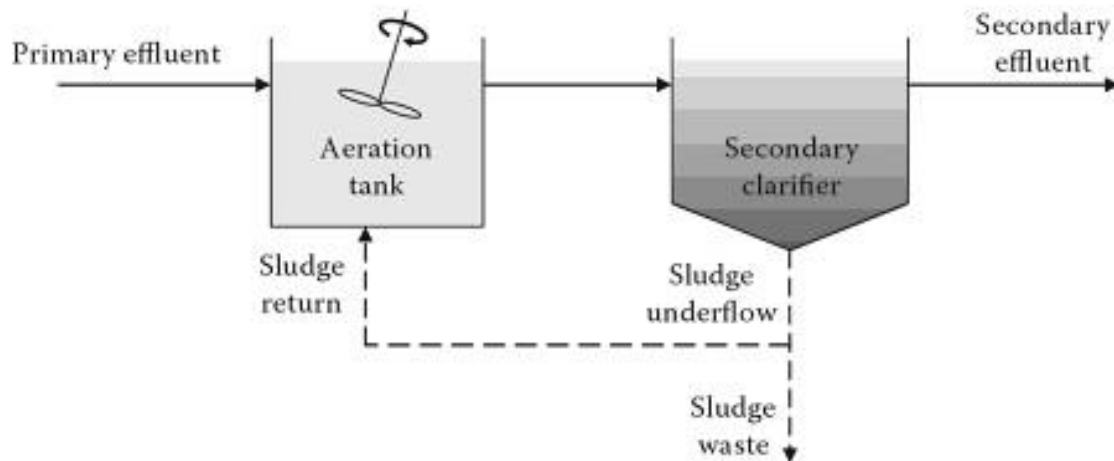 Primary effluent
Secondary
effluent
Aeration
tank
Secondary
clarifier
Sludge
return
Sludge
underflow
Sludge
waste